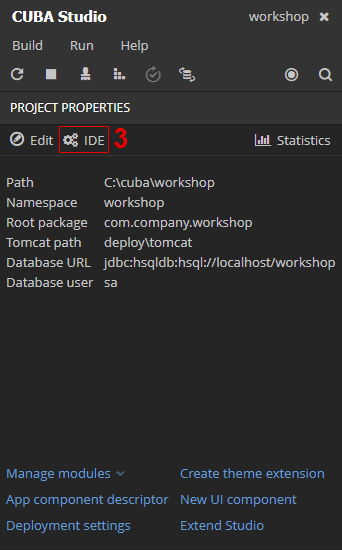 CUBA Studio workshop ✖
Build Run Help
PROJECT PROPERTIES
Edit IDE 3 Statistics
Path C:\cuba\workshop
Namespace workshop
Root package com.company.workshop
Tomcat path deploy\tomcat
Database URL jdbc:hsqldb:hsql://localhost/workshop
Database user sa
Manage modules Create theme extension
App component descriptor New UI component
Deployment settings Extend Studio